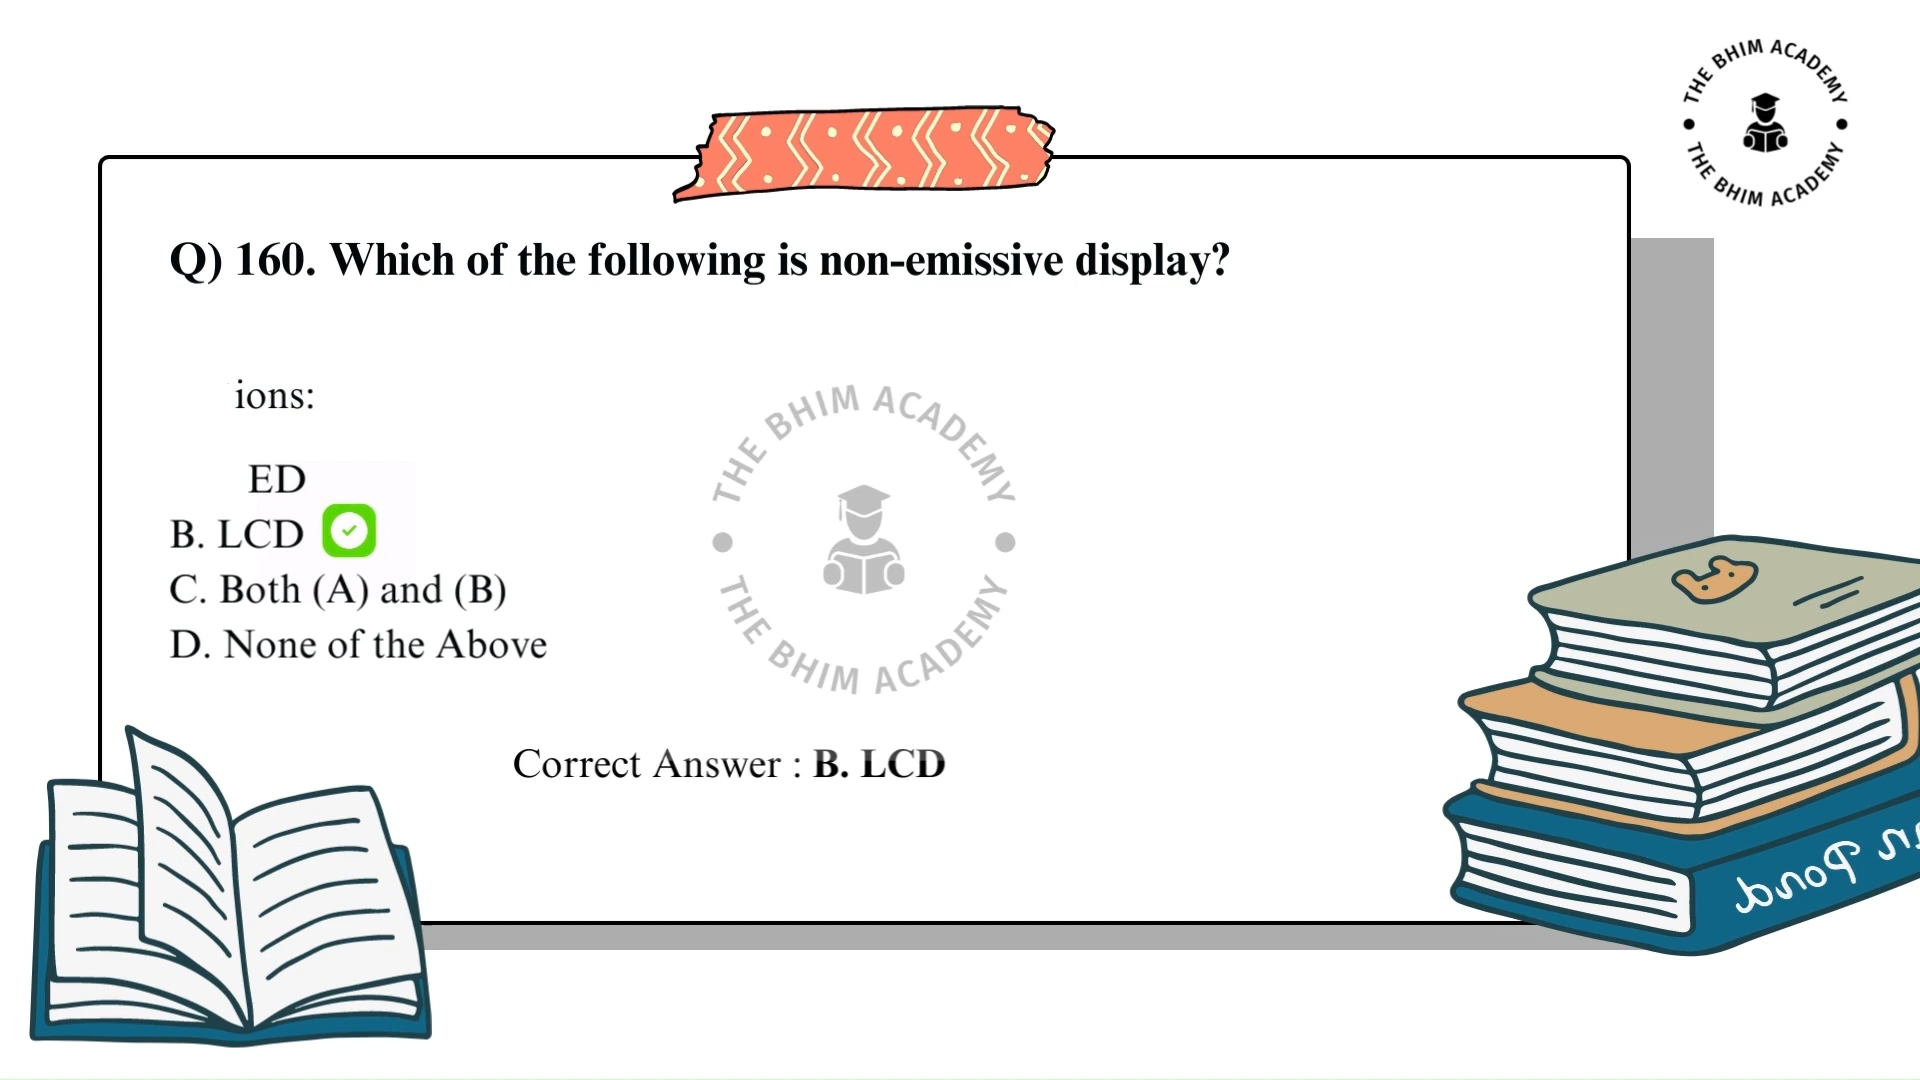 THE BHIM ACADEMY
THE BHIM ACADEMY
Q) 160. Which of the following is non-emissive display?
ions:
ED
B. LCD
C. Both (A) and (B)
D. None of the Above
THE BHIM ACADEMY
THE BHIM ACADEMY
Correct Answer : B. LCD
Pond